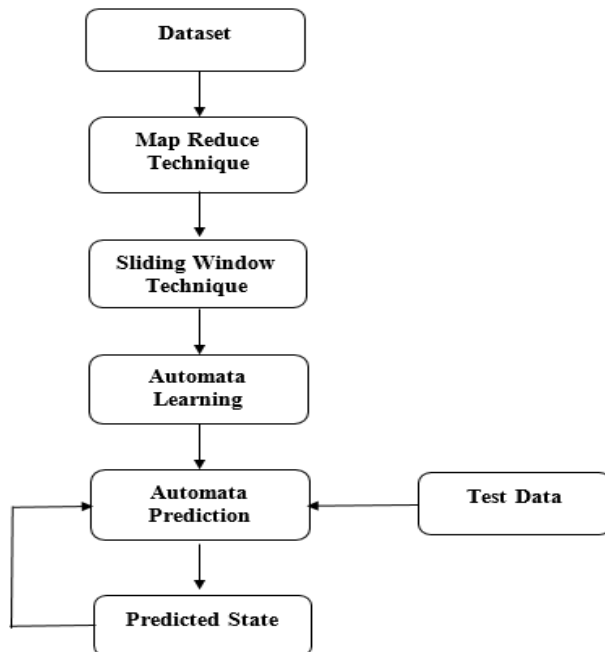 Dataset
Map Reduce
Technique
Sliding Window
Technique
Automata
Learning
Automata
Prediction
Test Data
Predicted State